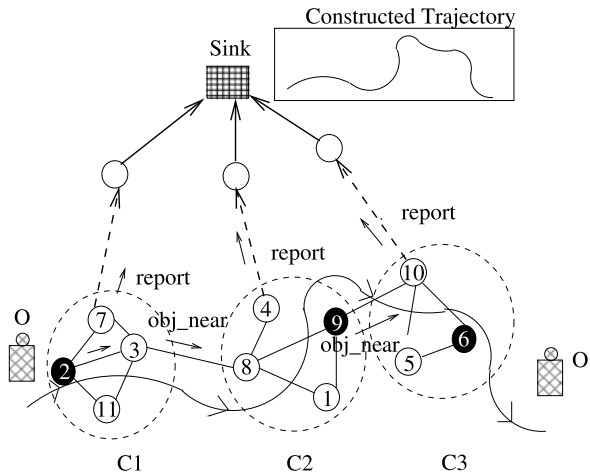 Constructed Trajectory
Sink
report
10
report
report
O
7
obj_near
4
9
6
O
3
obj_near
2
8
5
11
1
C1
C2
C3